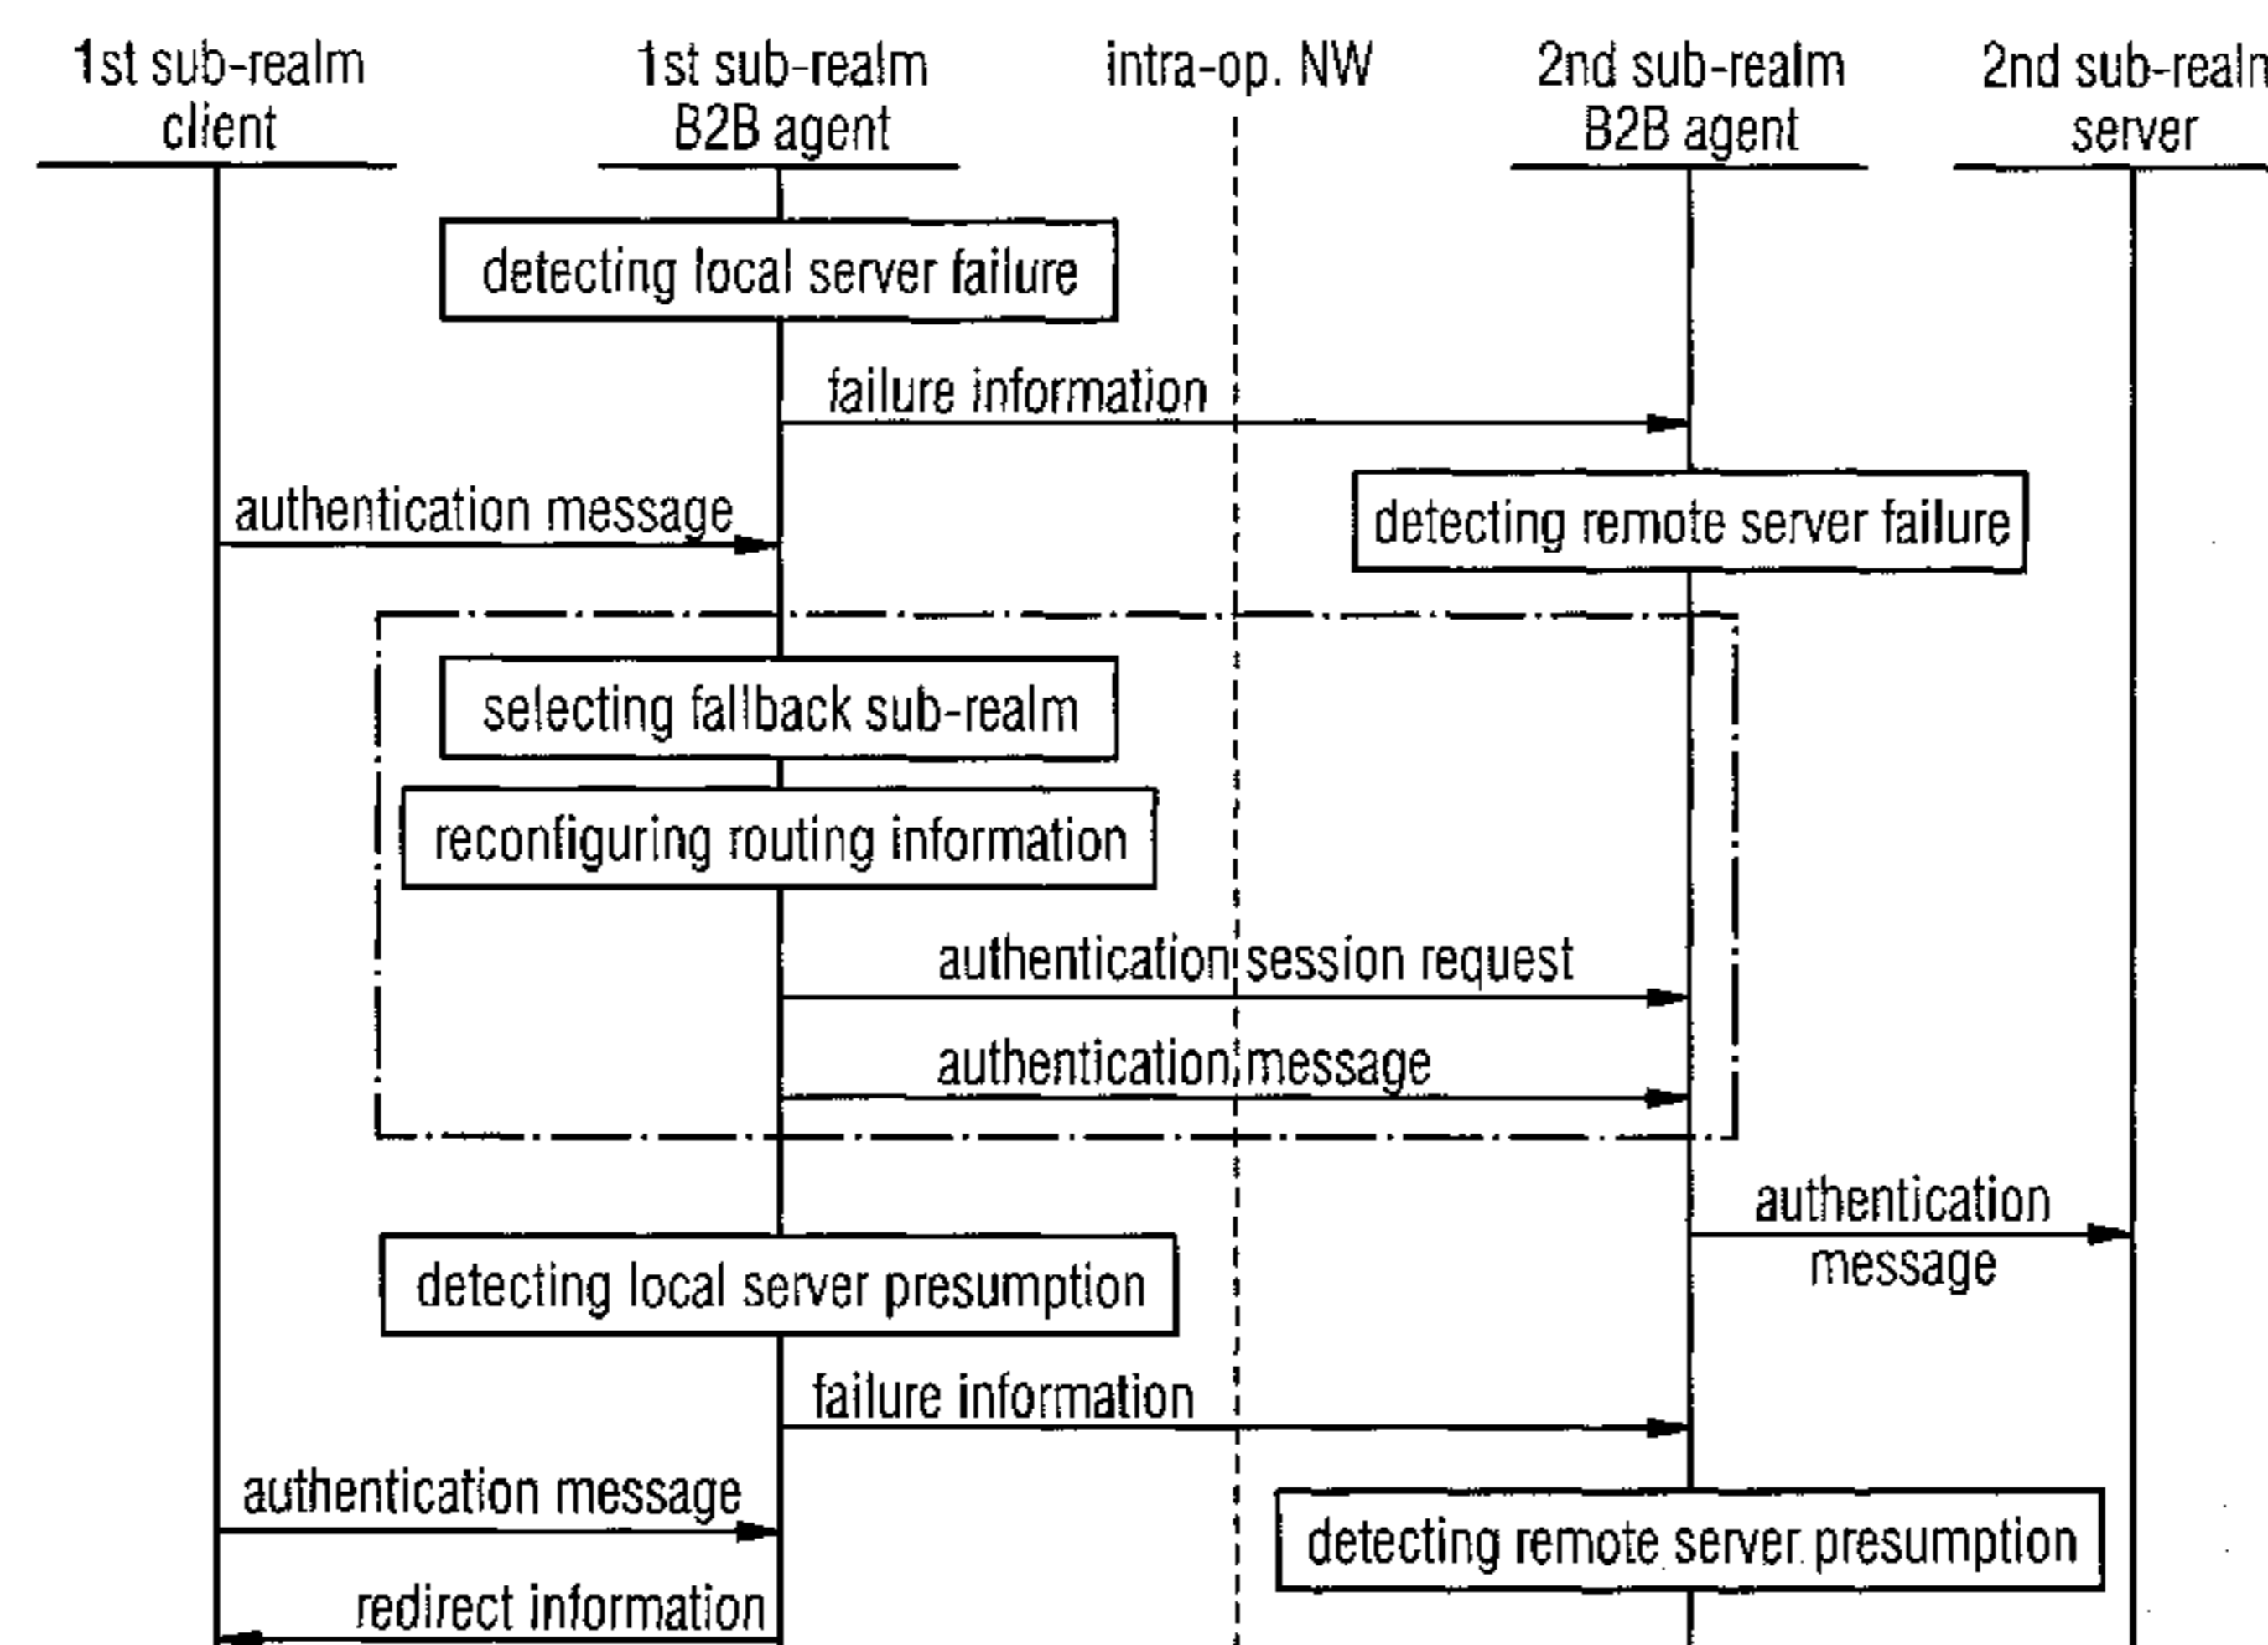 1st sub-realm
client
1st sub-realm
B2B agent
intra-op. NW
2nd sub-realm
B2B agent
2nd sub-realm
server
detecting local server failure
failure information
authentication message
detecting remote server failure
selecting fallback sub-realm
reconfiguring routing information
authentication session request
authentication message
authentication
message
detecting local server presumption
failure information
authentication message
detecting remote server presumption
redirect information